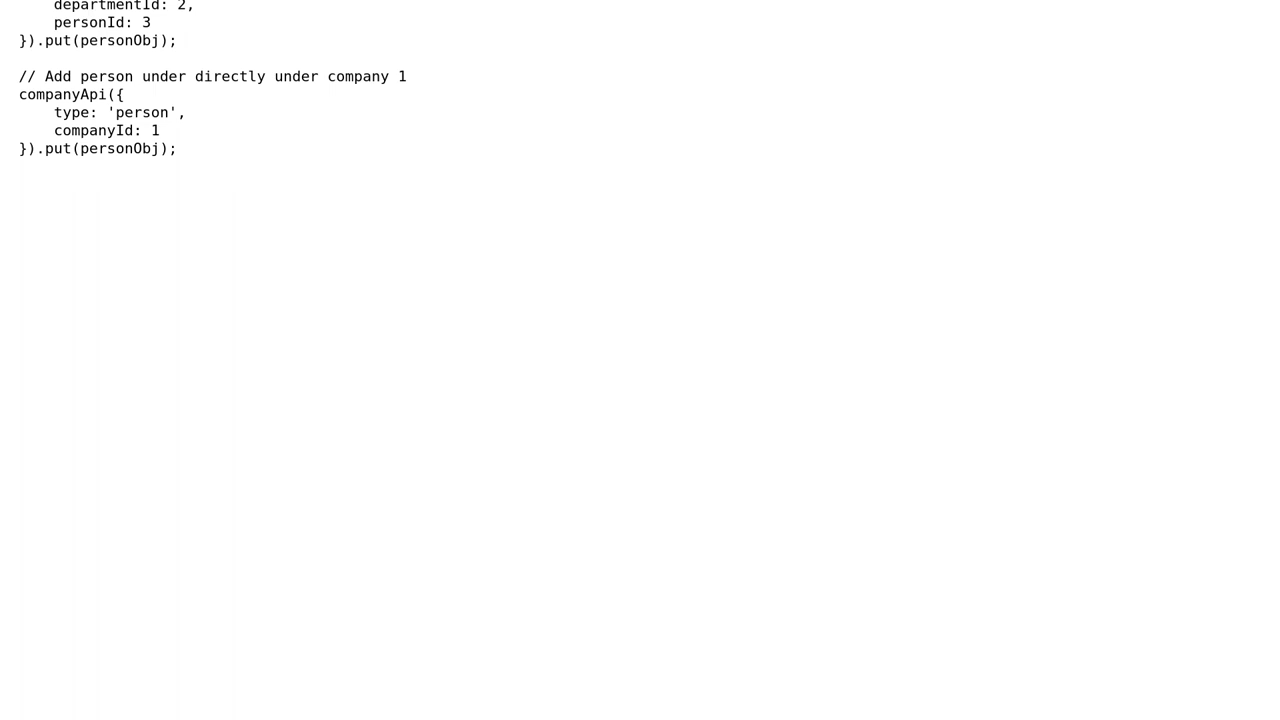 departmentId: 2,
    personId: 3
}).put(personObj);

// Add person under directly under company 1
companyApi({
    type: 'person',
    companyId: 1
}).put(personObj);